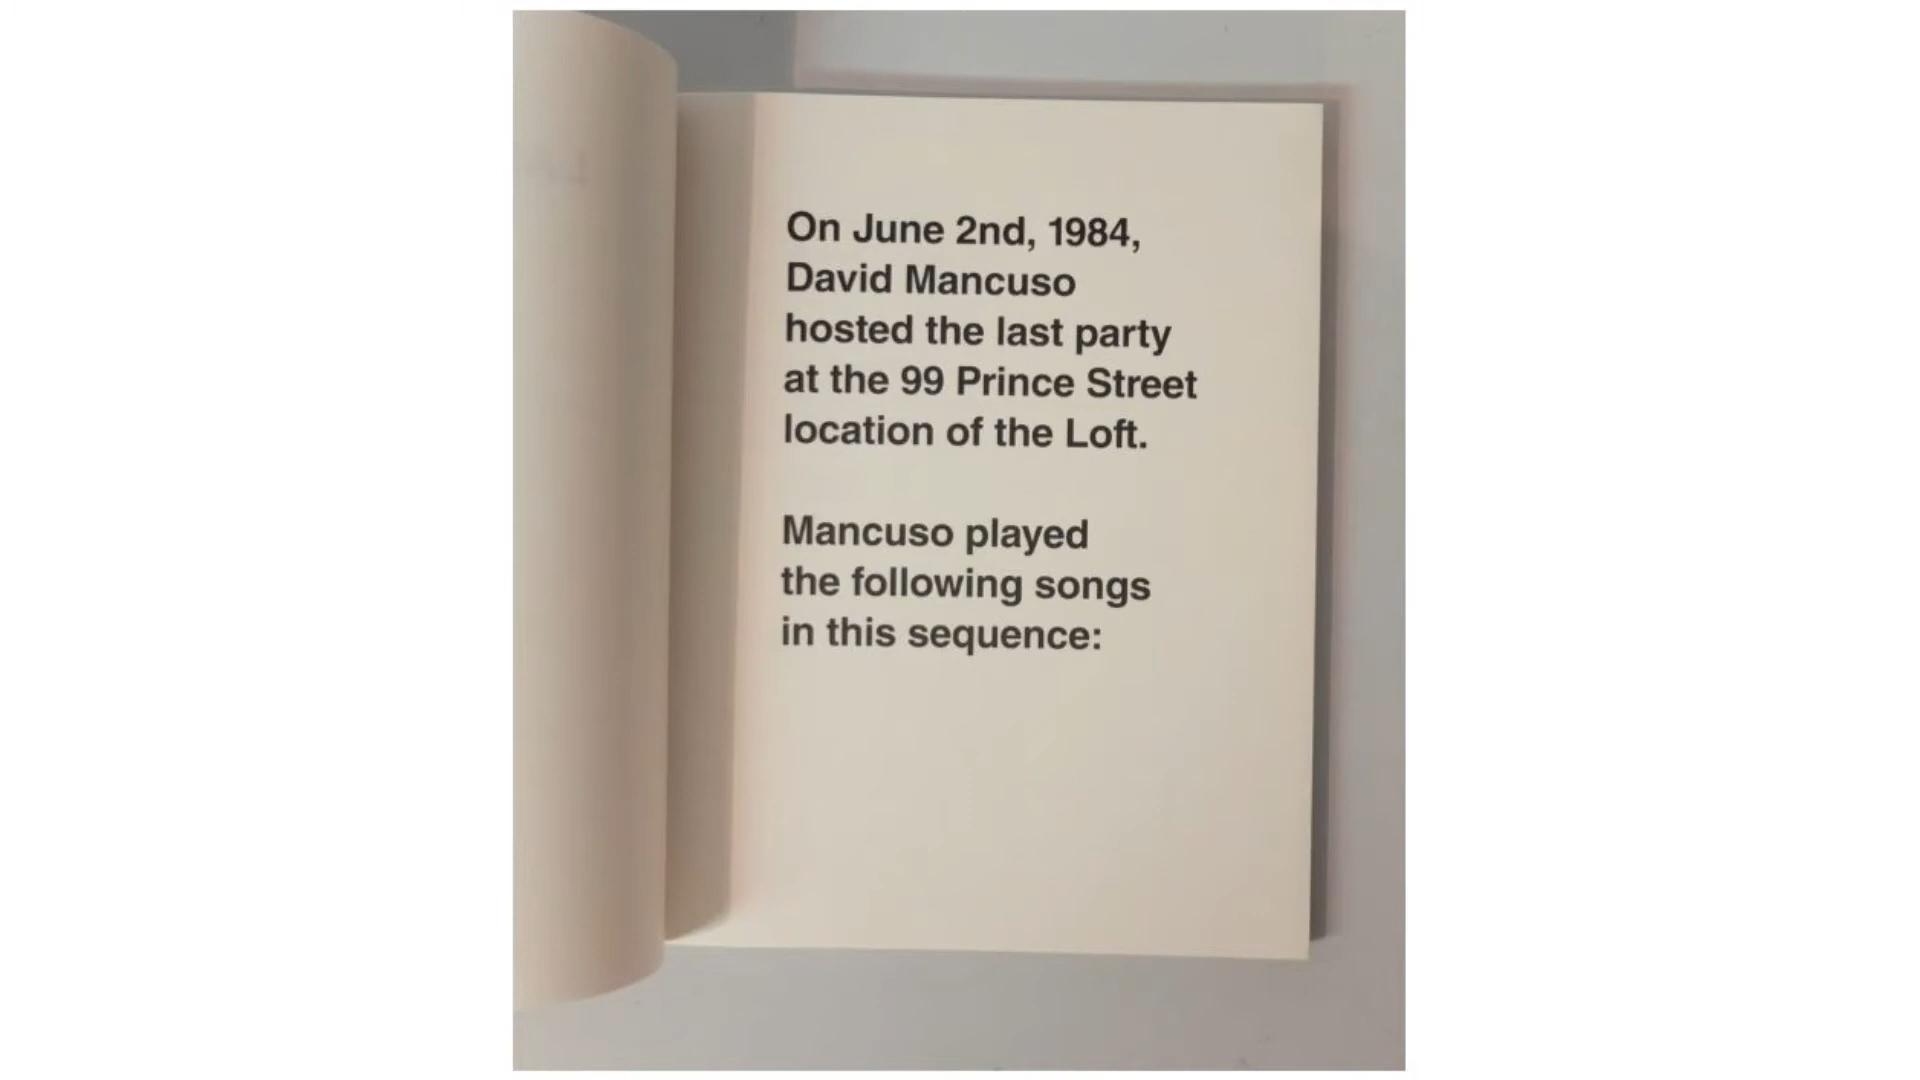 On June 2nd, 1984,
David Mancuso
hosted the last party
at the 99 Prince Street
location of the Loft.
Mancuso played
the following songs
in this sequence: